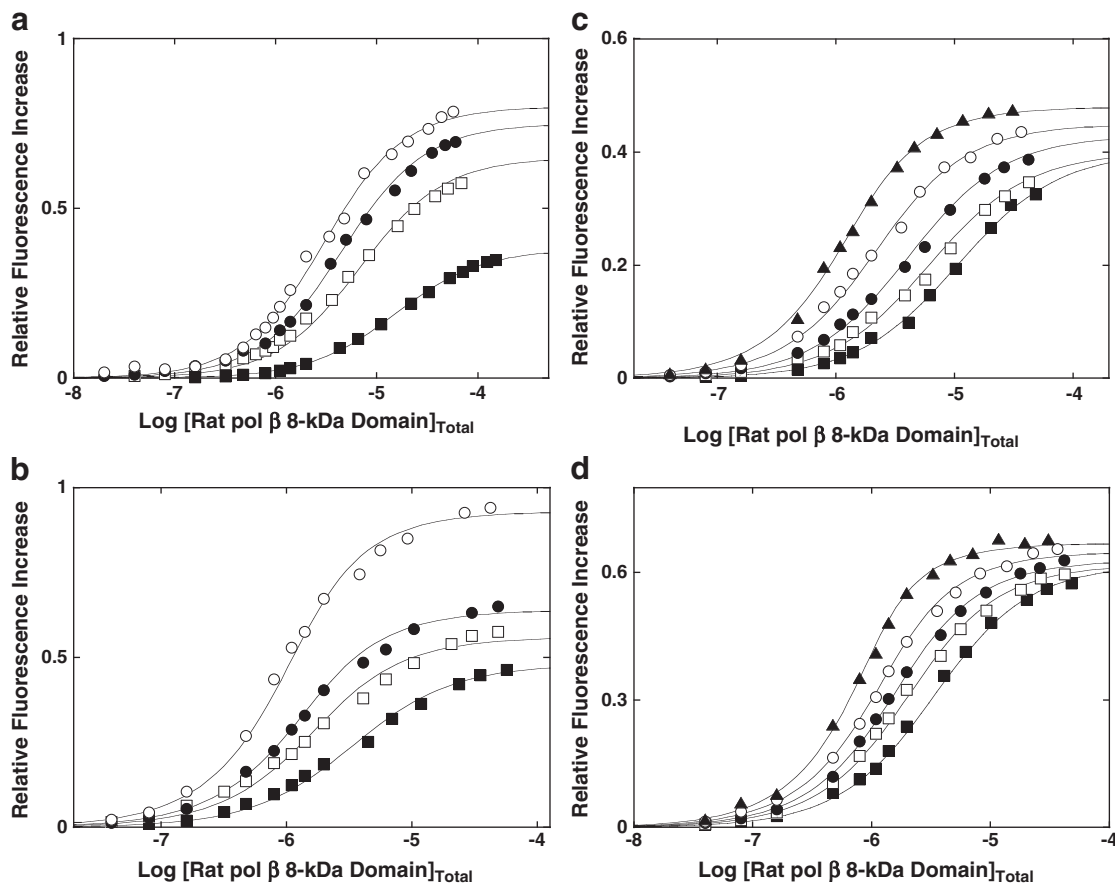 a
1
0.5
0
Relative Fluorescence Increase
-8 -7 -6 -5 -4
Log [Rat pol β 8-kDa Domain]Total
c
0.6
0.4
0.2
0
Relative Fluorescence Increase
-7 -6 -5 -4
Log [Rat pol β 8-kDa Domain]Total
b
1
0.5
0
Relative Fluorescence Increase
-7 -6 -5 -4
Log [Rat pol β 8-kDa Domain]Total
d
0.6
0.3
0
Relative Fluorescence Increase
-8 -7 -6 -5 -4
Log [Rat pol β 8-kDa Domain]Total